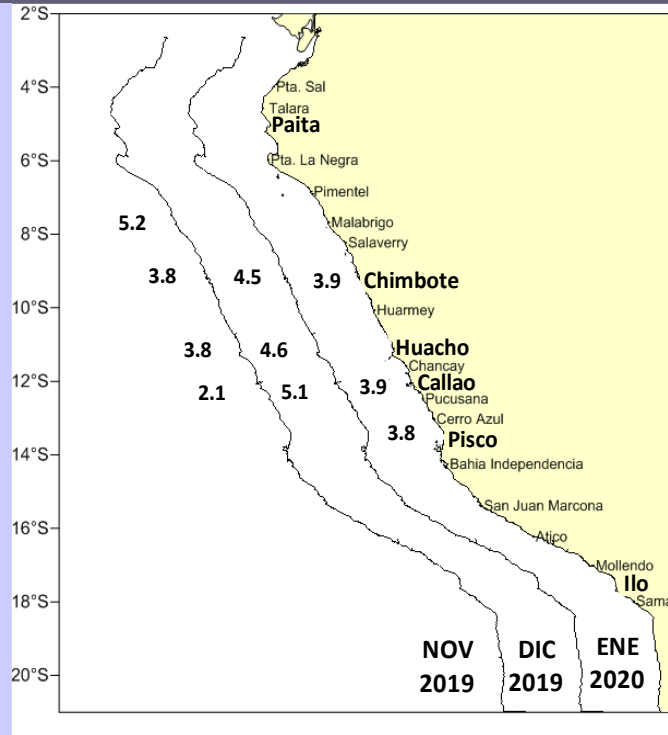 2°S
4°S
Pta. Sal
Talara
Paita
6°S
Pta. La Negra
Pimentel
5.2
Malabrigo
8°S
Salaverry
3.8 4.5 3.9 Chimbote
10°S
Huarmey
3.8 4.6 Huacho
Chancay
12°S
2.1 5.1 3.9 Callao
Pucusana
Cerro Azul
3.8 Pisco
14°S
Bahia Independencia
San Juan Marcona
16°S
Atico
Mollendo
Ilo
18°S
Sama
NOV DIC ENE
2019 2019 2020
20°S